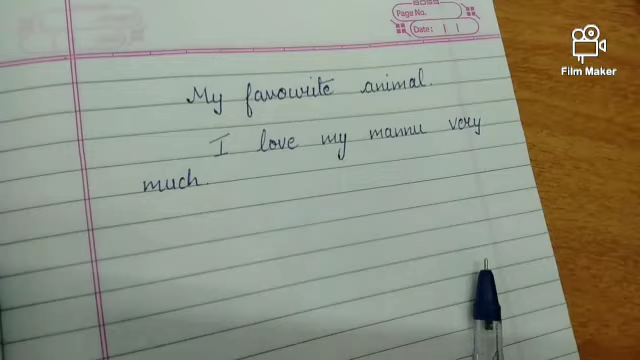 Page No.
Date:
Film Maker
My favourite animal.
I love my mannu very
much.